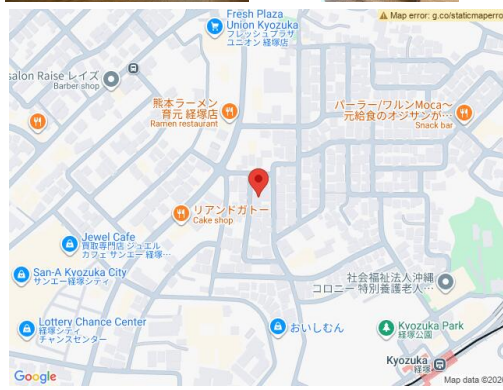 Map error: g.co/staticmaperro
Fresh Plaza
Union Kyozuka
フレッシュプラザ
ユニオン 経塚店
salon Raise レイズ
Barber shop
熊本ラーメン
育元 経塚店
Ramen restaurant
パーラー/ワルンMoca〜
元給食のオジサンが…
Snack bar
リアンドガトー
Cake shop
Jewel Cafe
買取専門店 ジュエル
カフェ サンエー 経塚…
San-A Kyozuka City
サンエー経塚シティ
社会福祉法人沖縄
コロニー 特別養護老人…
Lottery Chance Center
経塚シティ
チャンスセンター
おいしむん
Kyozuka Park
経塚公園
Kyozuka
経塚
Google
Map data ©202